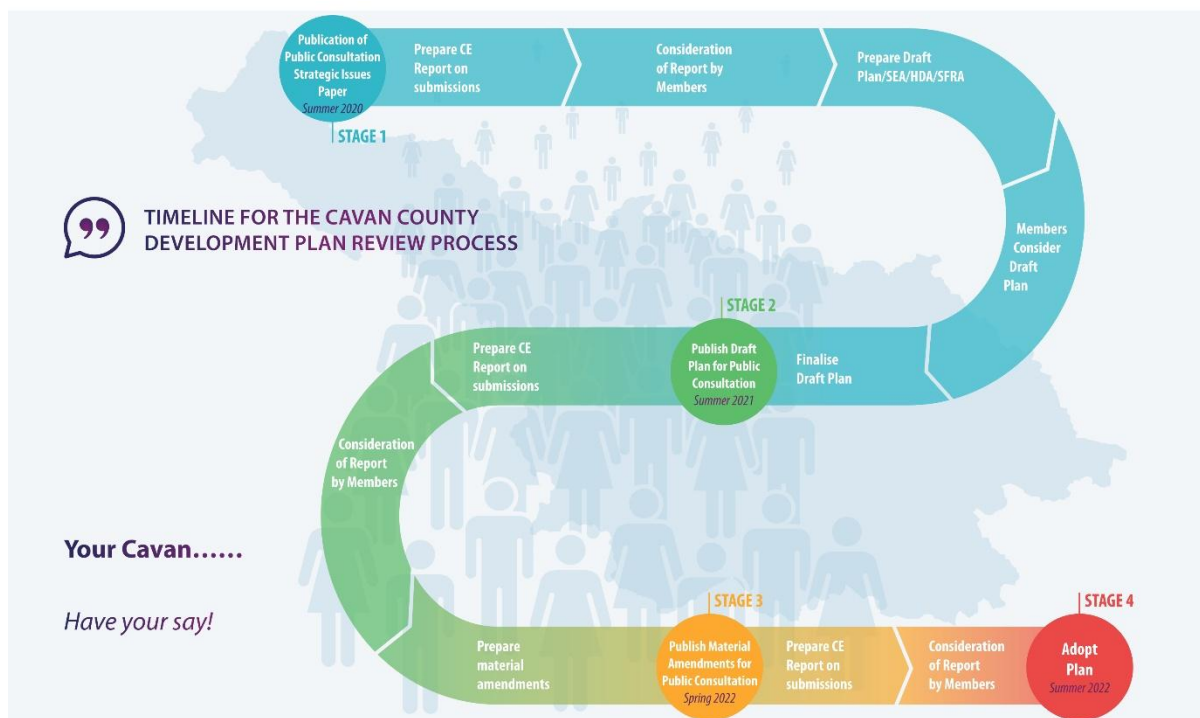 Publication of
Public Consultation
Strategic Issues
Paper
Summer 2020
STAGE 1
Prepare CE
Report on
submissions
Consideration
of Report by
Members
Prepare Draft
Plan/SEA/HDA/SFRA
Members
Consider
Draft
Plan
TIMELINE FOR THE CAVAN COUNTY
DEVELOPMENT PLAN REVIEW PROCESS
Finalise
Draft Plan
STAGE 2
Publish Draft
Plan for Public
Consultation
Summer 2021
Prepare CE
Report on
submissions
Consideration
of Report
by Members
Your Cavan……
Have your say!
Prepare
material
amendments
STAGE 3
Publish Material
Amendments for
Public Consultation
Spring 2022
Prepare CE
Report on
submissions
Consideration
of Report
by Members
STAGE 4
Adopt
Plan
Summer 2022